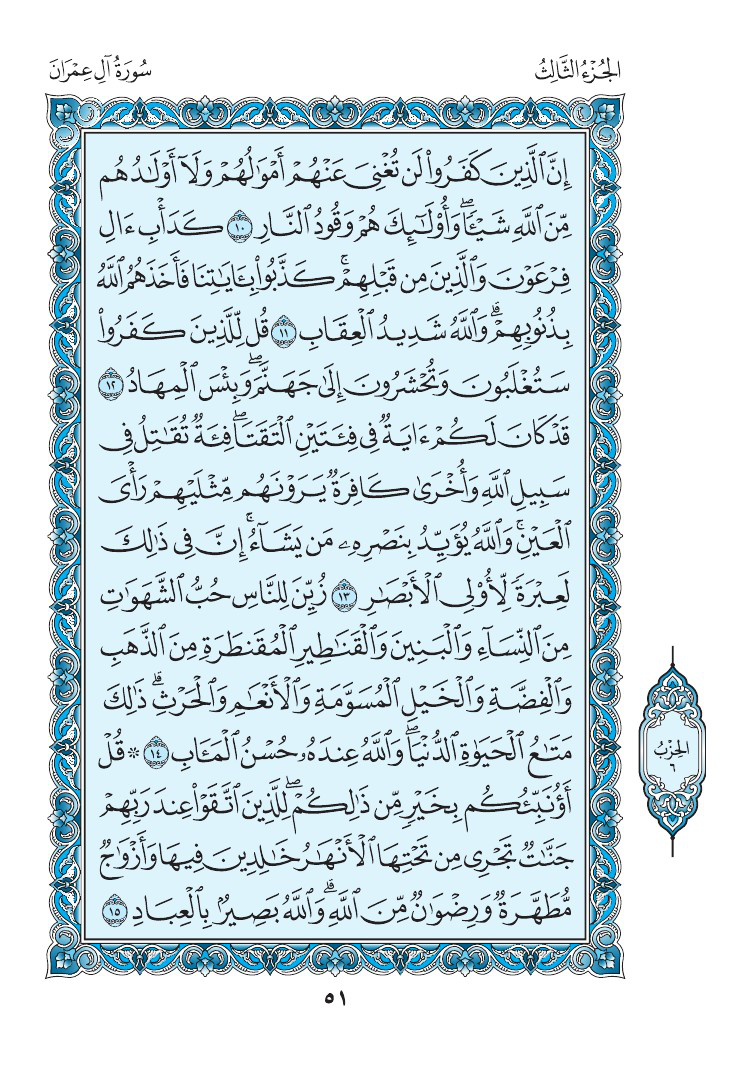 الجُزْءُ الثَّالِثُ
سُورَةُ آلِ عِمْرَانَ
إِنَّ ٱلَّذِينَ كَفَرُوا۟ لَن تُغْنِىَ عَنْهُمْ أَمْوَٰلُهُمْ وَلَآ أَوْلَٰدُهُم
مِّنَ ٱللَّهِ شَيْـًٔا ۖ وَأُو۟لَٰٓئِكَ هُمْ وَقُودُ ٱلنَّارِ ١٠ كَدَأْبِ ءَالِ
فِرْعَوْنَ وَٱلَّذِينَ مِن قَبْلِهِمْ ۚ كَذَّبُوا۟ بِـَٔايَٰتِنَا فَأَخَذَهُمُ ٱللَّهُ
بِذُنُوبِهِمْ ۗ وَٱللَّهُ شَدِيدُ ٱلْعِقَابِ ١١ قُل لِّلَّذِينَ كَفَرُوا۟
سَتُغْلَبُونَ وَتُحْشَرُونَ إِلَىٰ جَهَنَّمَ ۚ وَبِئْسَ ٱلْمِهَادُ ١٢
قَدْ كَانَ لَكُمْ ءَايَةٌ فِى فِئَتَيْنِ ٱلْتَقَتَا ۖ فِئَةٌ تُقَٰتِلُ فِى
سَبِيلِ ٱللَّهِ وَأُخْرَىٰ كَافِرَةٌ يَرَوْنَهُم مِّثْلَيْهِمْ رَأْىَ
ٱلْعَيْنِ ۚ وَٱللَّهُ يُؤَيِّدُ بِنَصْرِهِۦ مَن يَشَآءُ ۗ إِنَّ فِى ذَٰلِكَ
لَعِبْرَةً لِّأُو۟لِى ٱلْأَبْصَٰرِ ١٣ زُيِّنَ لِلنَّاسِ حُبُّ ٱلشَّهَوَٰتِ
مِنَ ٱلنِّسَآءِ وَٱلْبَنِينَ وَٱلْقَنَٰطِيرِ ٱلْمُقَنطَرَةِ مِنَ ٱلذَّهَبِ
وَٱلْفِضَّةِ وَٱلْخَيْلِ ٱلْمُسَوَّمَةِ وَٱلْأَنْعَٰمِ وَٱلْحَرْثِ ۗ ذَٰلِكَ
مَتَٰعُ ٱلْحَيَوٰةِ ٱلدُّنْيَا ۖ وَٱللَّهُ عِندَهُۥ حُسْنُ ٱلْمَـَٔابِ ١٤ * قُلْ
أَؤُنَبِّئُكُم بِخَيْرٍ مِّن ذَٰلِكُمْ ۖ لِلَّذِينَ ٱتَّقَوْا۟ عِندَ رَبِّهِمْ
جَنَّٰتٌ تَجْرِى مِن تَحْتِهَا ٱلْأَنْهَٰرُ خَٰلِدِينَ فِيهَا وَأَزْوَٰجٌ
مُّطَهَّرَةٌ وَرِضْوَٰنٌ مِّنَ ٱللَّهِ ۗ وَٱللَّهُ بَصِيرٌۢ بِٱلْعِبَادِ ١٥
الحِزْبُ
٦
٥١